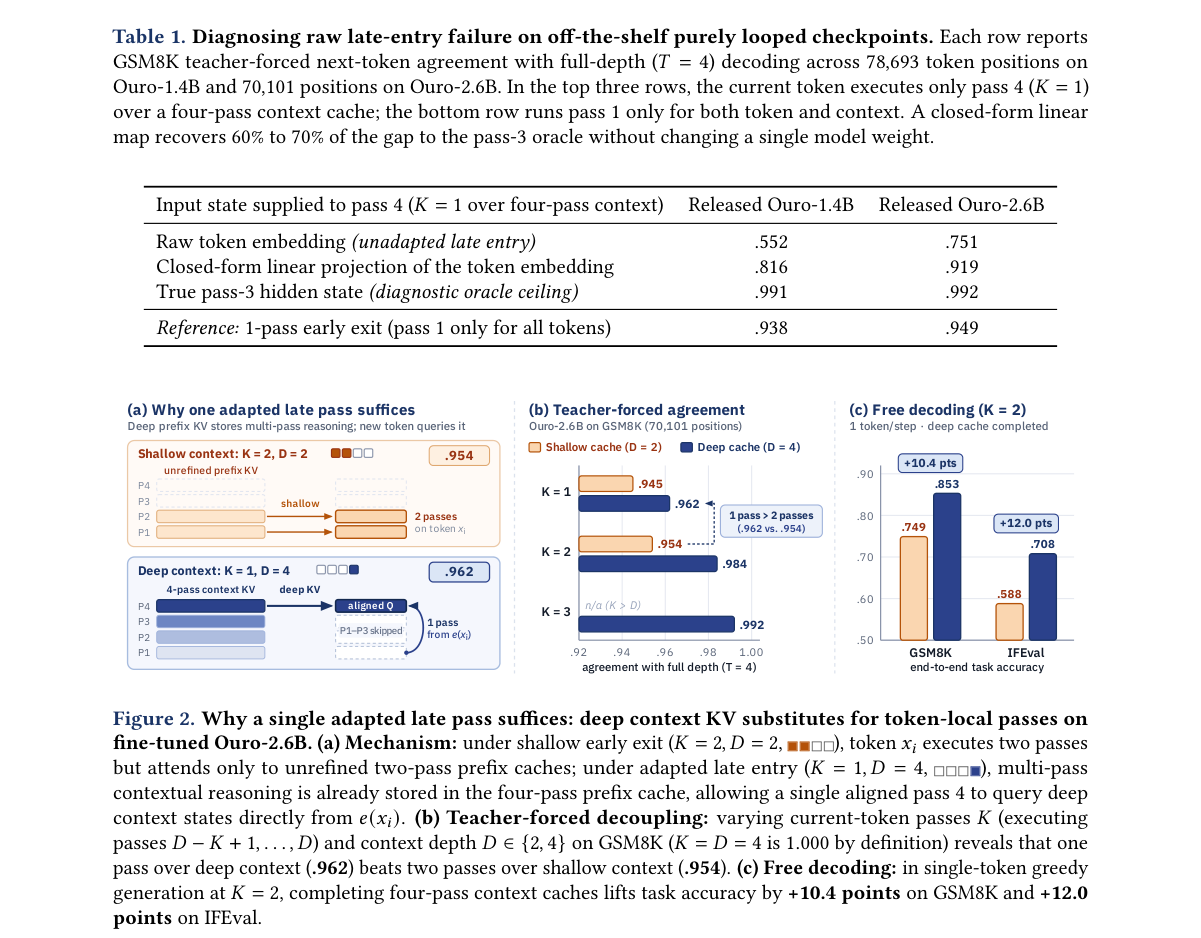 Table 1. Diagnosing raw late-entry failure on off-the-shelf purely looped checkpoints. Each row reports
GSM8K teacher-forced next-token agreement with full-depth (T = 4) decoding across 78,693 token positions on
Ouro-1.4B and 70,101 positions on Ouro-2.6B. In the top three rows, the current token executes only pass 4 (K = 1)
over a four-pass context cache; the bottom row runs pass 1 only for both token and context. A closed-form linear
map recovers 60% to 70% of the gap to the pass-3 oracle without changing a single model weight.
Input state supplied to pass 4 (K = 1 over four-pass context) Released Ouro-1.4B Released Ouro-2.6B
Raw token embedding (unadapted late entry) .552 .751
Closed-form linear projection of the token embedding .816 .919
True pass-3 hidden state (diagnostic oracle ceiling) .991 .992
Reference: 1-pass early exit (pass 1 only for all tokens) .938 .949
(a) Why one adapted late pass suffices
Deep prefix KV stores multi-pass reasoning; new token queries it
Shallow context: K = 2, D = 2 .954
unrefined prefix KV
P4
P3
shallow
P2
P1
2 passes
on token xᵢ
Deep context: K = 1, D = 4 .962
4-pass context KV deep KV
P4 aligned Q
P3
P2
P1
P1–P3 skipped
1 pass
from e(xᵢ)
(b) Teacher-forced agreement
Ouro-2.6B on GSM8K (70,101 positions)
Shallow cache (D = 2) Deep cache (D = 4)
K = 1 .945
.962
1 pass > 2 passes
(.962 vs. .954)
K = 2 .954
.984
K = 3 n/a (K > D)
.992
.92 .94 .96 .98 1.00
agreement with full depth (T = 4)
(c) Free decoding (K = 2)
1 token/step · deep cache completed
+10.4 pts
.90
.853
.80
+12.0 pts
.749
.708
.70
.60
.588
.50
GSM8K IFEval
end-to-end task accuracy
Figure 2. Why a single adapted late pass suffices: deep context KV substitutes for token-local passes on
fine-tuned Ouro-2.6B. (a) Mechanism: under shallow early exit (K = 2, D = 2, ■■□□), token xᵢ executes two passes
but attends only to unrefined two-pass prefix caches; under adapted late entry (K = 1, D = 4, □□□■), multi-pass
contextual reasoning is already stored in the four-pass prefix cache, allowing a single aligned pass 4 to query deep
context states directly from e(xᵢ). (b) Teacher-forced decoupling: varying current-token passes K (executing
passes D − K + 1, . . . , D) and context depth D ∈ {2, 4} on GSM8K (K = D = 4 is 1.000 by definition) reveals that one
pass over deep context (.962) beats two passes over shallow context (.954). (c) Free decoding: in single-token greedy
generation at K = 2, completing four-pass context caches lifts task accuracy by +10.4 points on GSM8K and +12.0
points on IFEval.